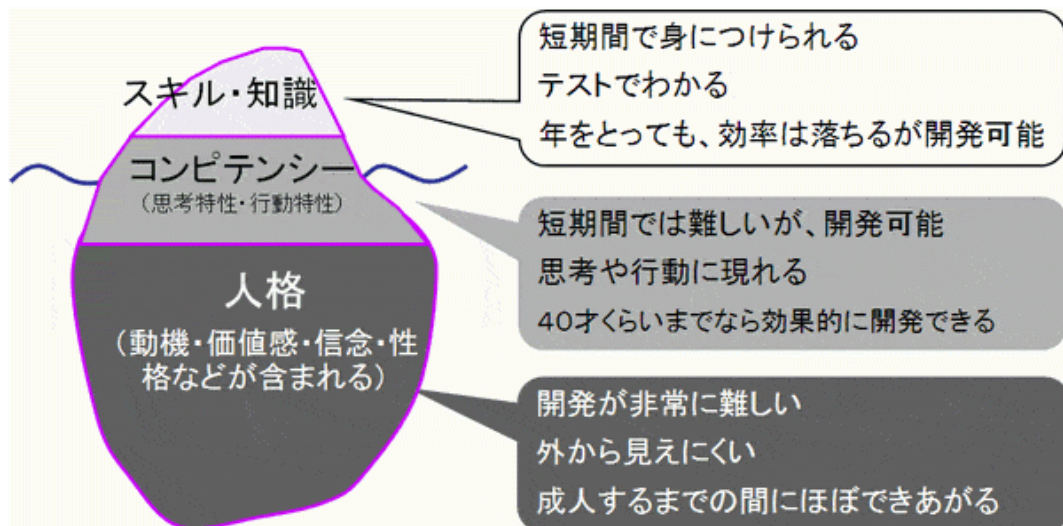 スキル・知識
コンピテンシー
（思考特性・行動特性）
人格
（動機・価値感・信念・性
格などが含まれる）
短期間で身につけられる
テストでわかる
年をとっても、効率は落ちるが開発可能
短期間では難しいが、開発可能
思考や行動に現れる
40才くらいまでなら効果的に開発できる
開発が非常に難しい
外から見えにくい
成人するまでの間にほぼできあがる